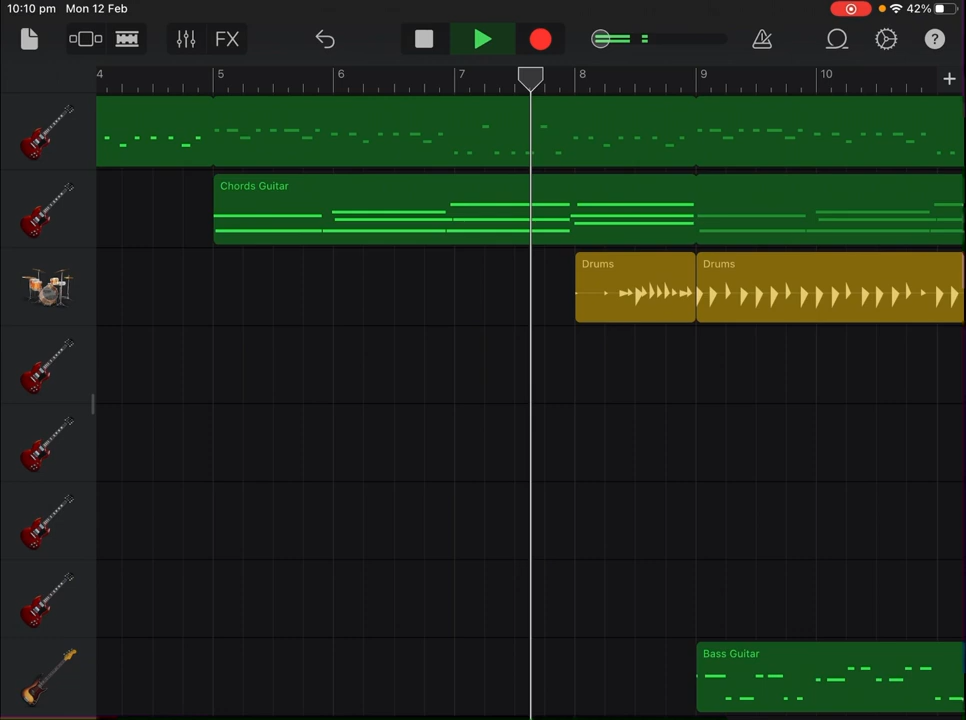 10:10 pm Mon 12 Feb 42%
FX ?
4 5 6 7 8 9 10 +
Chords Guitar
Drums Drums
Bass Guitar